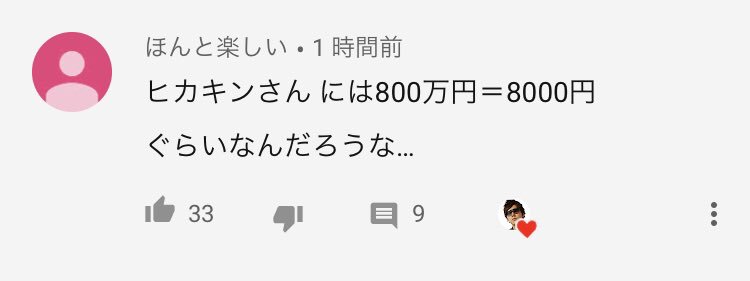 ほんと楽しい • 1 時間前
ヒカキンさん には800万円＝8000円
ぐらいなんだろうな...
33
9